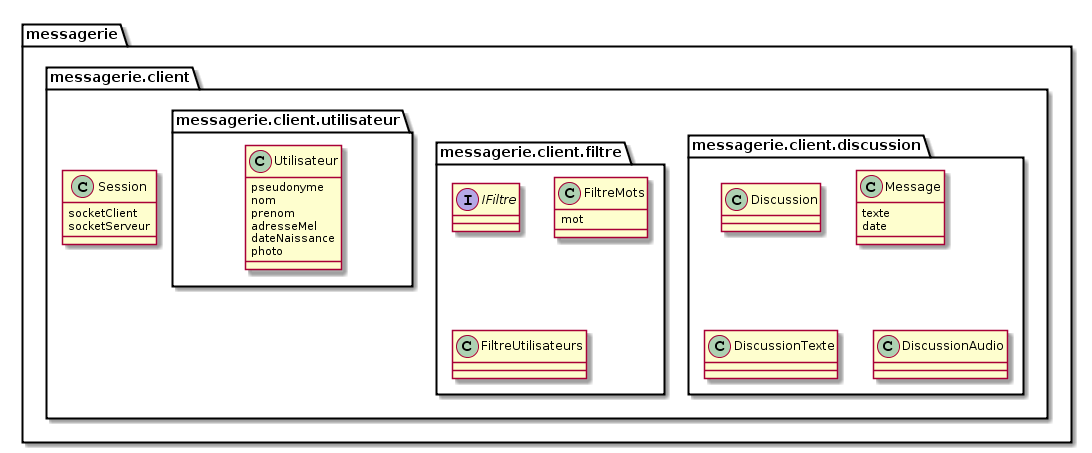 messagerie
messagerie.client
C Session
socketClient
socketServeur
messagerie.client.utilisateur
C Utilisateur
pseudonyme
nom
prenom
adresseMel
dateNaissance
photo
messagerie.client.filtre
I IFiltre
C FiltreMots
mot
C FiltreUtilisateurs
messagerie.client.discussion
C Discussion
C Message
texte
date
C DiscussionTexte
C DiscussionAudio